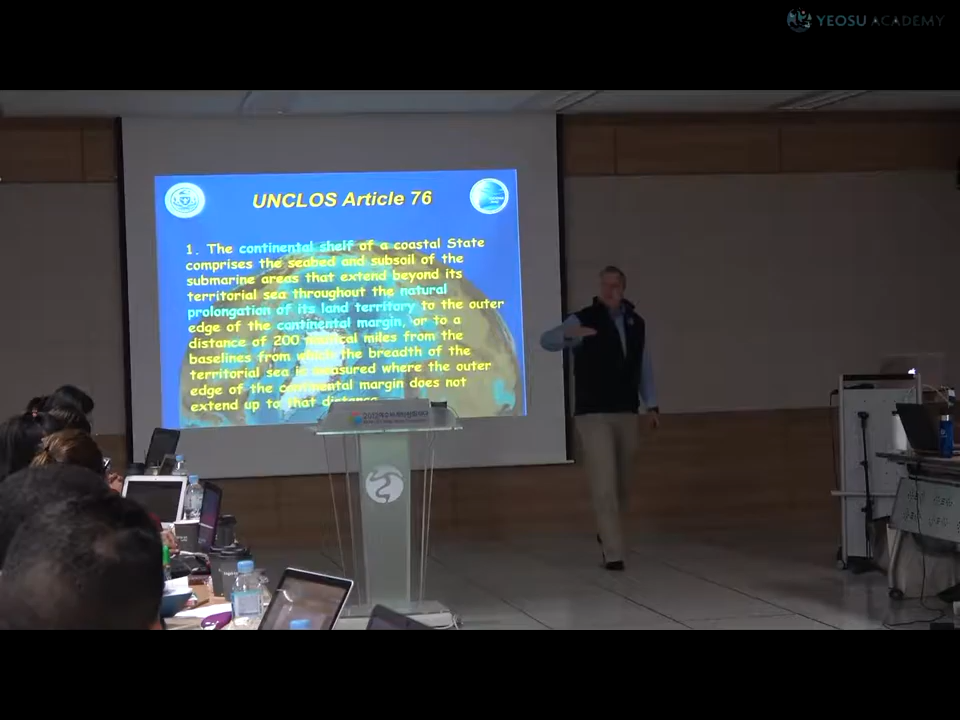 YEOSU ACADEMY
UNCLOS Article 76
1. The continental shelf of a coastal State
comprises the seabed and subsoil of the
submarine areas that extend beyond its
territorial sea throughout the natural
prolongation of its land territory to the outer
edge of the continental margin, or to a
distance of 200 nautical miles from the
baselines from which the breadth of the
territorial sea is measured where the outer
edge of the continental margin does not
extend up to that distance.